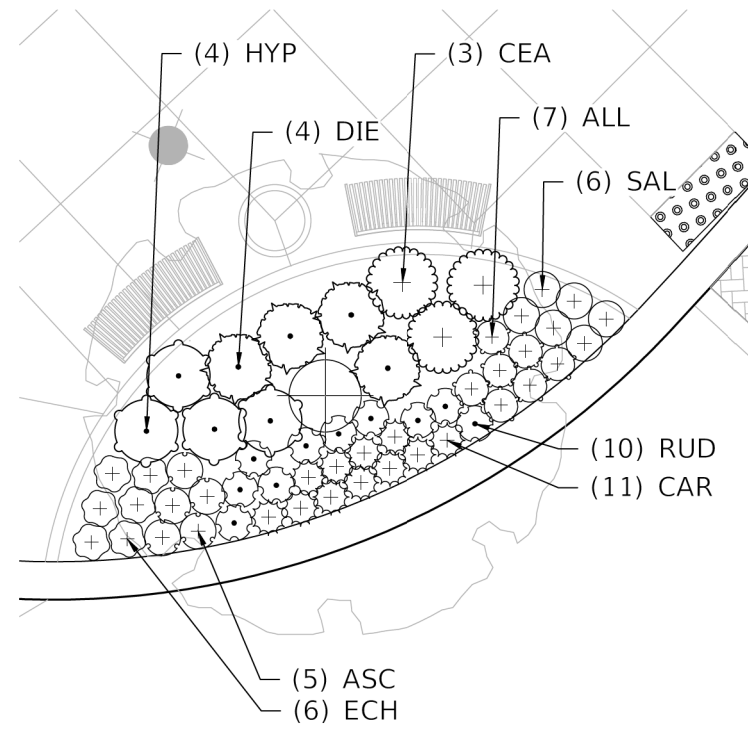 (4) HYP
(3) CEA
(4) DIE
(7) ALL
(6) SAL
(10) RUD
(11) CAR
(5) ASC
(6) ECH